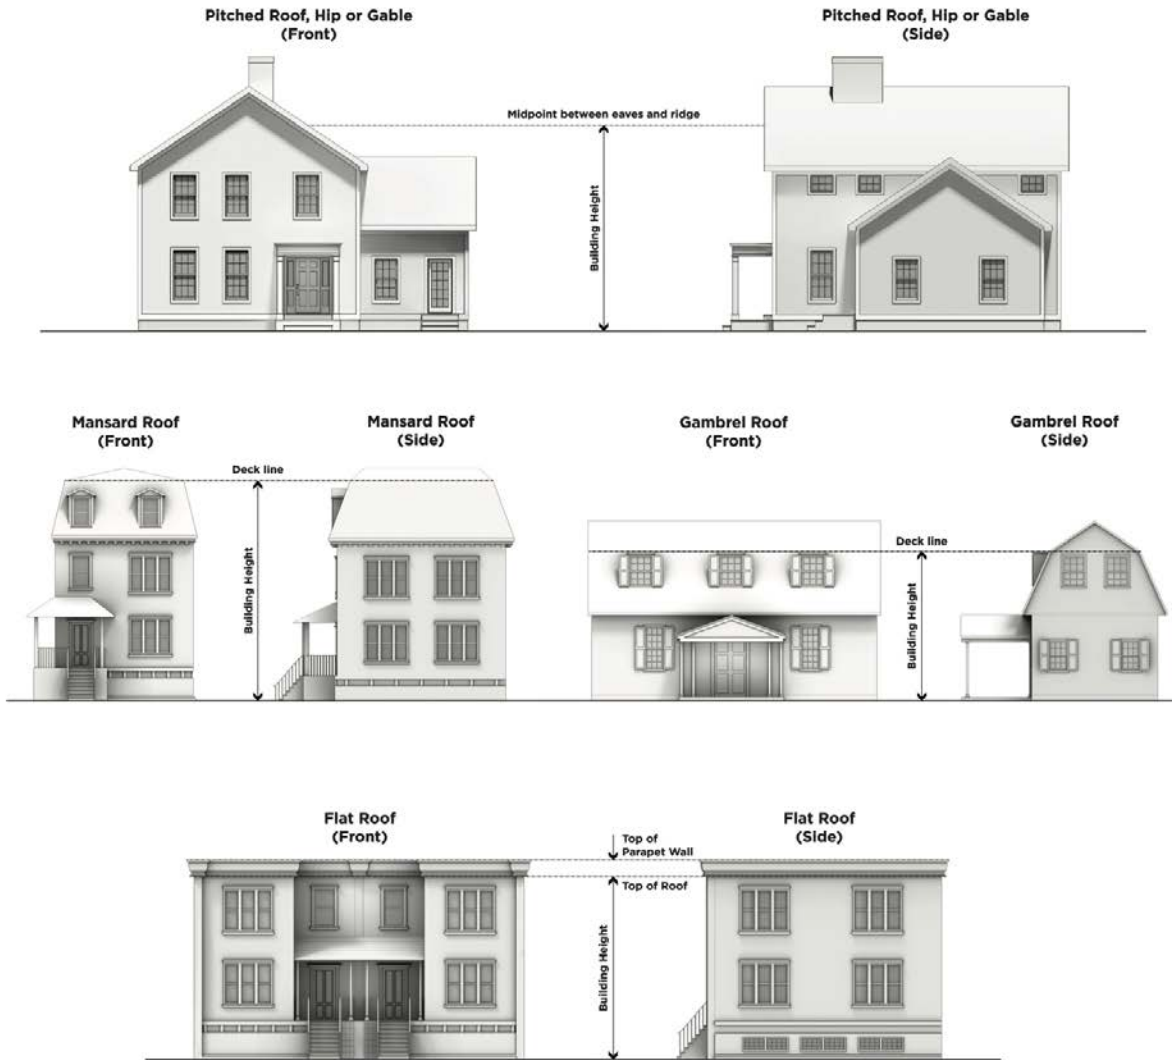 Pitched Roof, Hip or Gable
(Front)
Pitched Roof, Hip or Gable
(Side)
Midpoint between eaves and ridge
Building Height
Mansard Roof
(Front)
Mansard Roof
(Side)
Gambrel Roof
(Front)
Gambrel Roof
(Side)
Deck line
Building Height
Deck line
Building Height
Flat Roof
(Front)
Flat Roof
(Side)
Top of
Parapet Wall
Top of Roof
Building Height